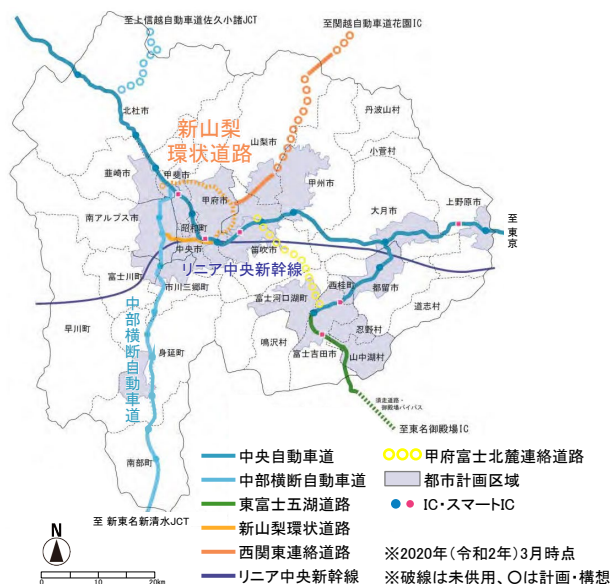 至上信越自動車道佐久小諸JCT
至関越自動車道花園IC
北杜市
丹波山村
小菅村
新山梨
環状道路
山梨市
韮崎市
甲斐市
甲州市
甲府市
上野原市
大月市
南アルプス市
昭和町
至東京
中央市
笛吹市
リニア中央新幹線
富士川町
市川三郷町
西桂町
都留市
富士河口湖町
道志村
早川町
中部横断自動車道
忍野村
鳴沢村
身延町
富士吉田市
山中湖村
須走道路・
御殿場バイパス
至東名御殿場IC
南部町
至 新東名新清水JCT
中央自動車道
中部横断自動車道
東富士五湖道路
新山梨環状道路
西関東連絡道路
リニア中央新幹線
甲府富士北麓連絡道路
都市計画区域
IC・スマートIC
※2020年(令和2年)3月時点
※破線は未供用、○は計画・構想
N
0 10 20km